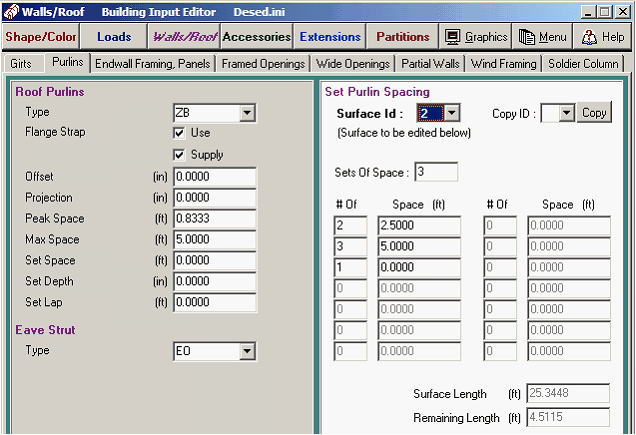 Walls/Roof Building Input Editor Desed.ini
Shape/Color Loads Walls/Roof Accessories Extensions Partitions Graphics Menu Help
Girts Purlins Endwall Framing, Panels Framed Openings Wide Openings Partial Walls Wind Framing Soldier Column
Roof Purlins
Type ZB
Flange Strap Use
Supply
Offset (in) 0.0000
Projection (in) 0.0000
Peak Space (ft) 0.8333
Max Space (ft) 5.0000
Set Space (ft) 0.0000
Set Depth (in) 0.0000
Set Lap (ft) 0.0000
Eave Strut
Type EO
Set Purlin Spacing
Surface Id : 2 Copy ID : Copy
(Surface to be edited below)
Sets Of Space : 3
# Of Space (ft) # Of Space (ft)
2 2.5000 0 0.0000
3 5.0000 0 0.0000
1 0.0000 0 0.0000
0 0.0000 0 0.0000
0 0.0000 0 0.0000
0 0.0000 0 0.0000
0 0.0000 0 0.0000
Surface Length (ft) 25.3448
Remaining Length (ft) 4.5115